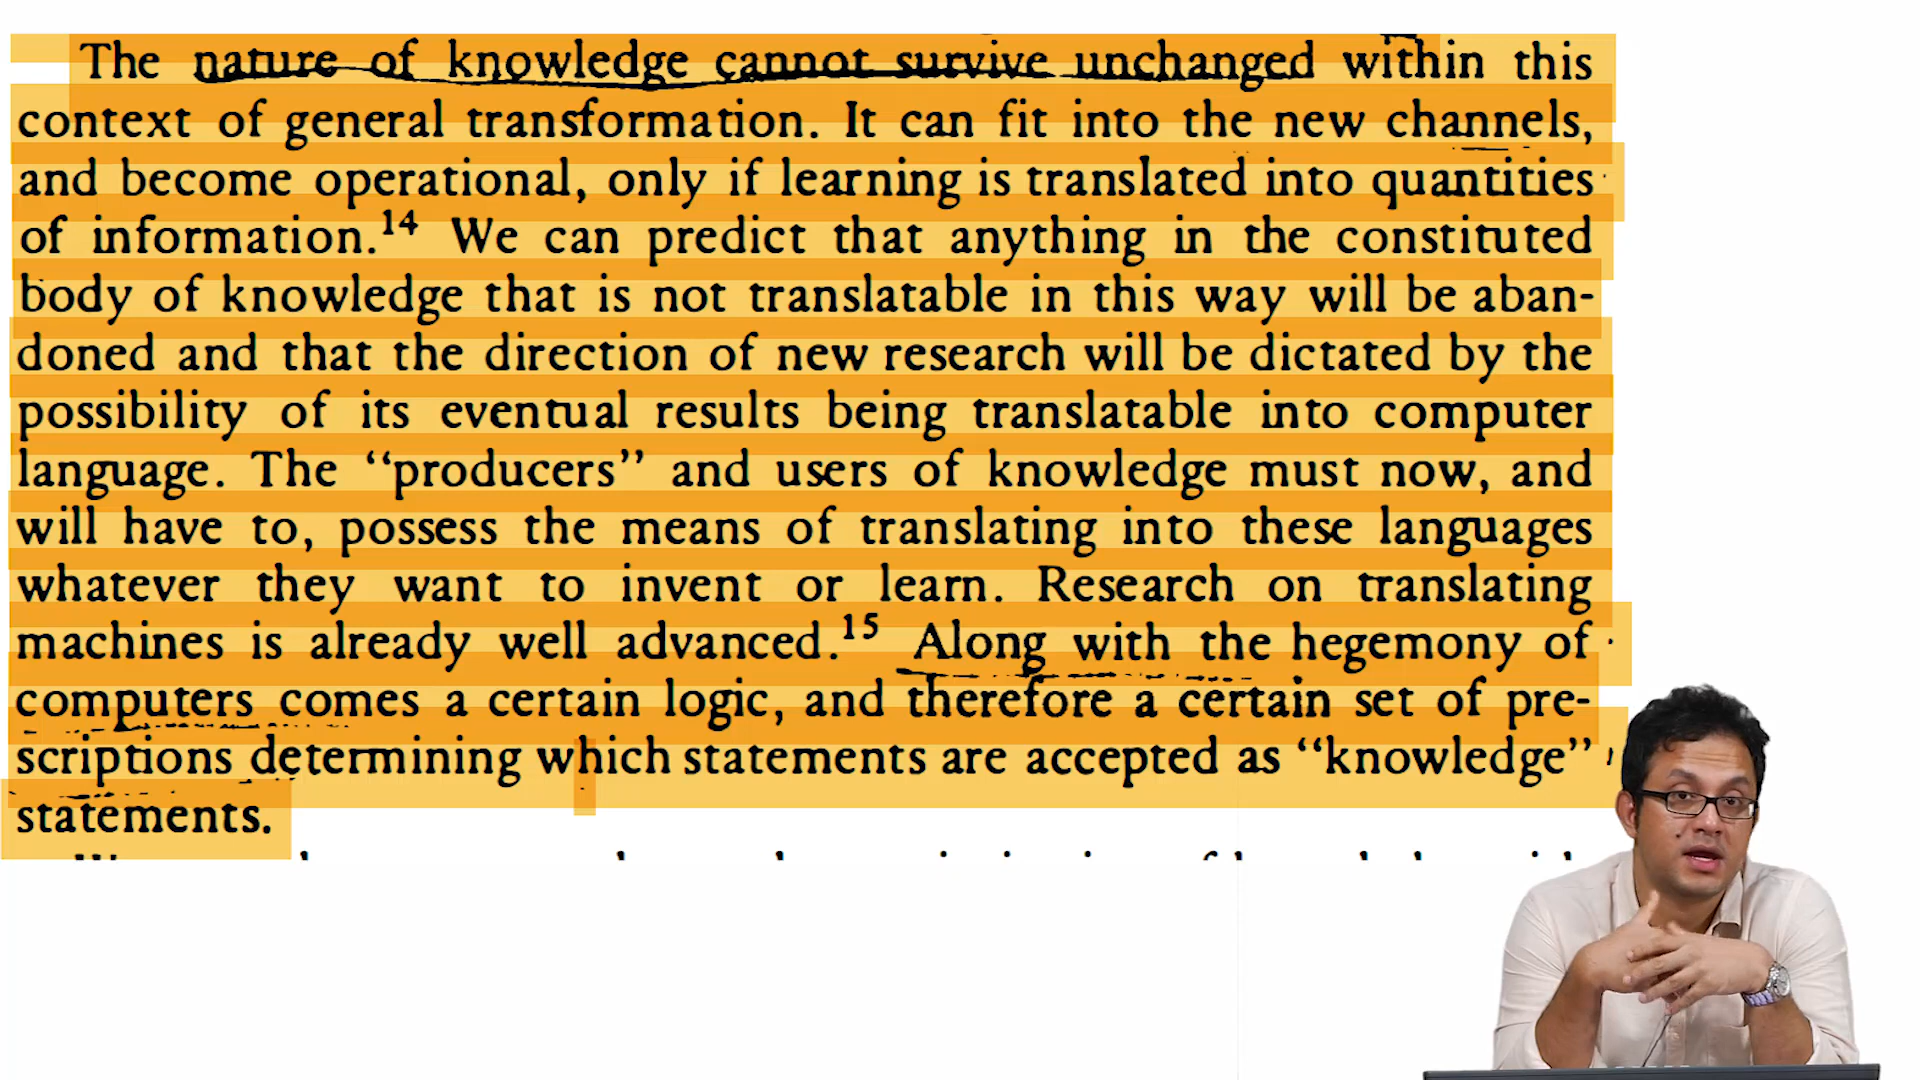 The nature of knowledge cannot survive unchanged within this
context of general transformation. It can fit into the new channels,
and become operational, only if learning is translated into quantities
of information.14 We can predict that anything in the constituted
body of knowledge that is not translatable in this way will be aban-
doned and that the direction of new research will be dictated by the
possibility of its eventual results being translatable into computer
language. The ‘‘producers’’ and users of knowledge must now, and
will have to, possess the means of translating into these languages
whatever they want to invent or learn. Research on translating
machines is already well advanced.15 Along with the hegemony of
computers comes a certain logic, and therefore a certain set of pre-
scriptions determining which statements are accepted as ‘‘knowledge’’
statements.